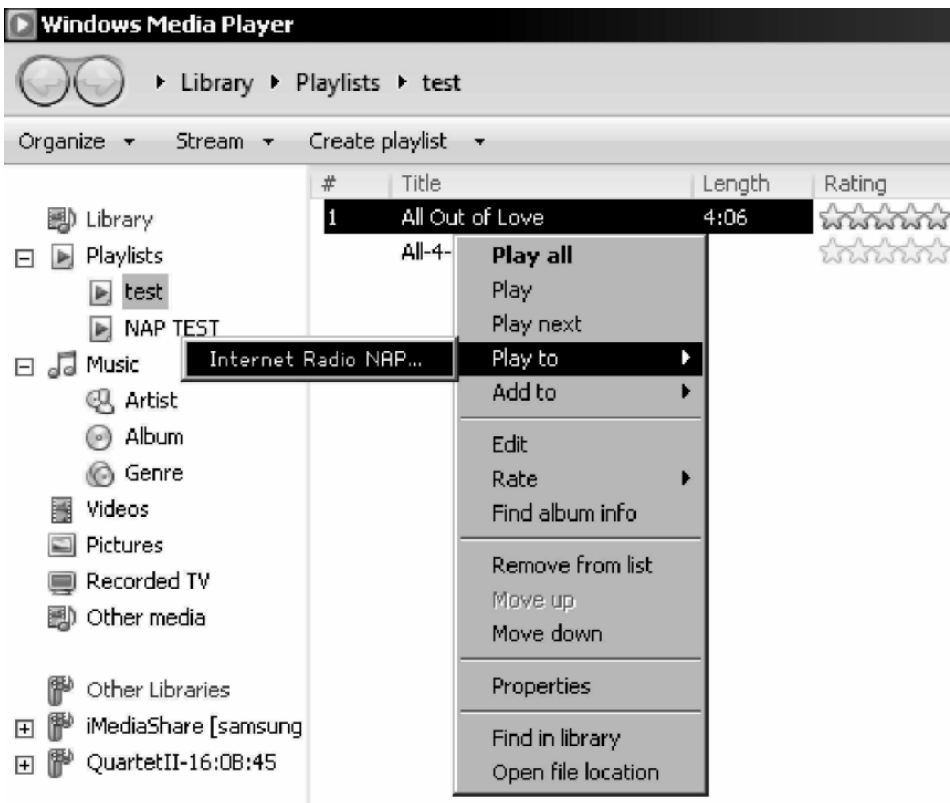 Windows Media Player
Library Playlists test
Organize Stream Create playlist
# Title Length Rating
Library
1 All Out of Love 4:06
Playlists
All-4-
Play all
test
Play
NAP TEST
Play next
Internet Radio NAP...
Play to
Music
Artist
Add to
Album
Edit
Genre
Rate
Videos
Find album info
Pictures
Remove from list
Recorded TV
Move up
Other media
Move down
Other Libraries
Properties
iMediaShare [samsung
Find in library
QuartetII-16:0B:45
Open file location